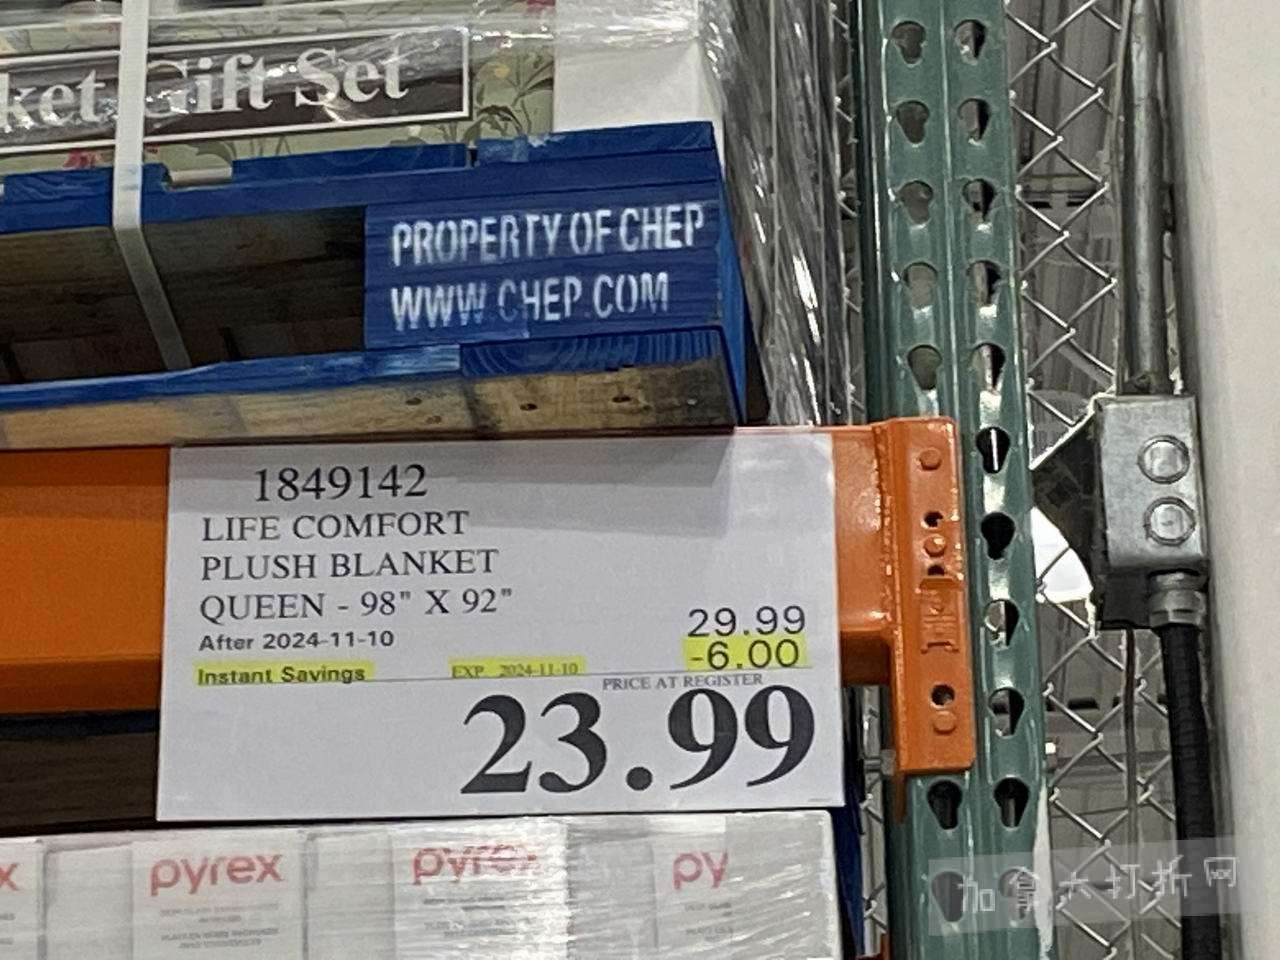 ket Gift Set
PROPERTY OF CHEP
WWW.CHEP.COM
1849142
LIFE COMFORT
PLUSH BLANKET
QUEEN - 98" X 92"
After 2024-11-10
29.99
Instant Savings EXP 2024-11-10 -6.00
PRICE AT REGISTER
23.99
x pyrex pyrex py
加拿大打折网